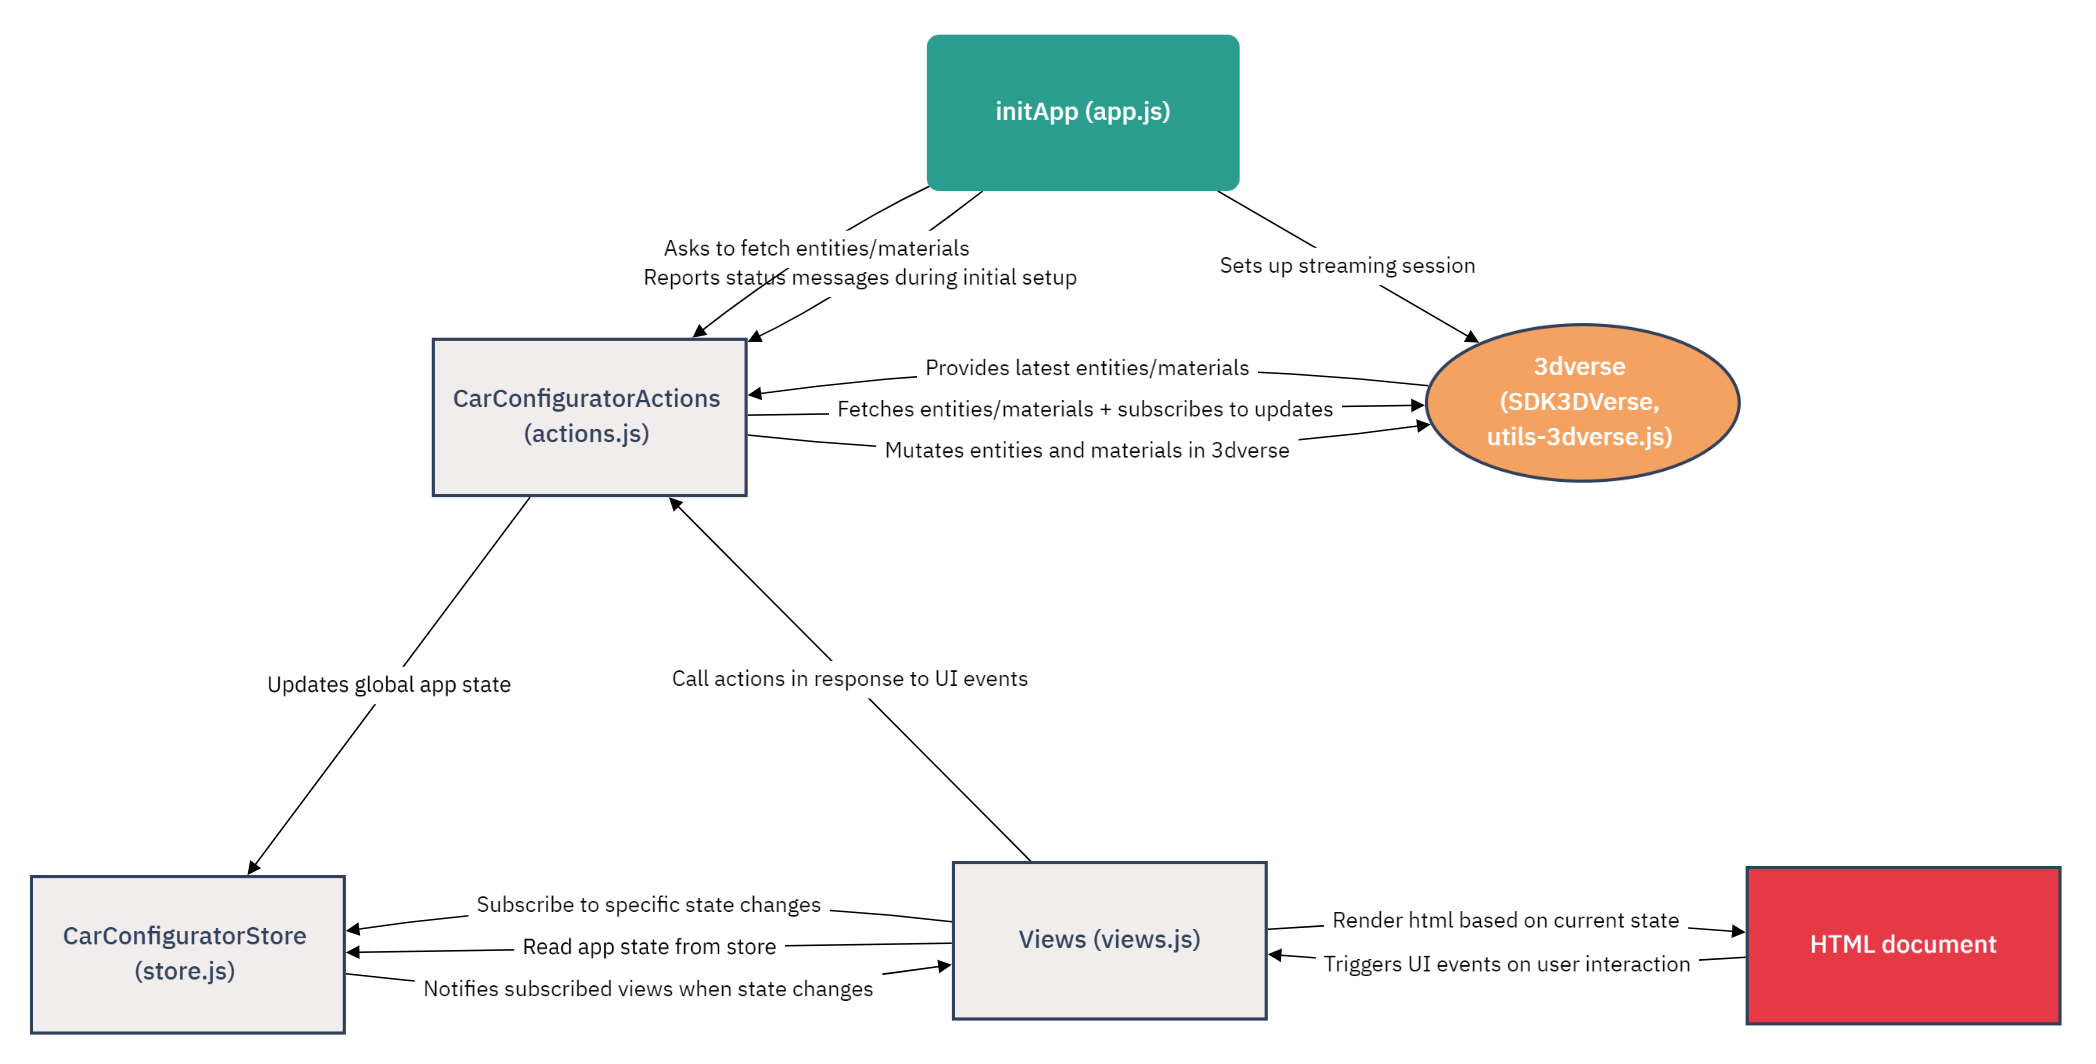 initApp (app.js)
Asks to fetch entities/materials
Reports status messages during initial setup
Sets up streaming session
CarConfiguratorActions
(actions.js)
Provides latest entities/materials
Fetches entities/materials + subscribes to updates
Mutates entities and materials in 3dverse
3dverse
(SDK3DVerse,
utils-3dverse.js)
Updates global app state
Call actions in response to UI events
CarConfiguratorStore
(store.js)
Subscribe to specific state changes
Read app state from store
Notifies subscribed views when state changes
Views (views.js)
Render html based on current state
Triggers UI events on user interaction
HTML document